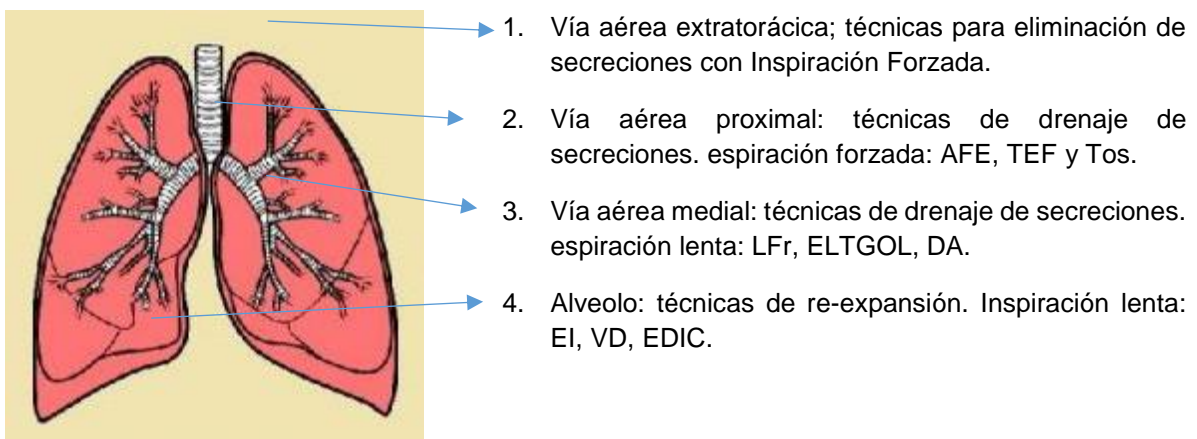 1. Vía aérea extratorácica; técnicas para eliminación de
secreciones con Inspiración Forzada.
2. Vía aérea proximal: técnicas de drenaje de
secreciones. espiración forzada: AFE, TEF y Tos.
3. Vía aérea medial: técnicas de drenaje de secreciones.
espiración lenta: LFr, ELTGOL, DA.
4. Alveolo: técnicas de re-expansión. Inspiración lenta:
EI, VD, EDIC.